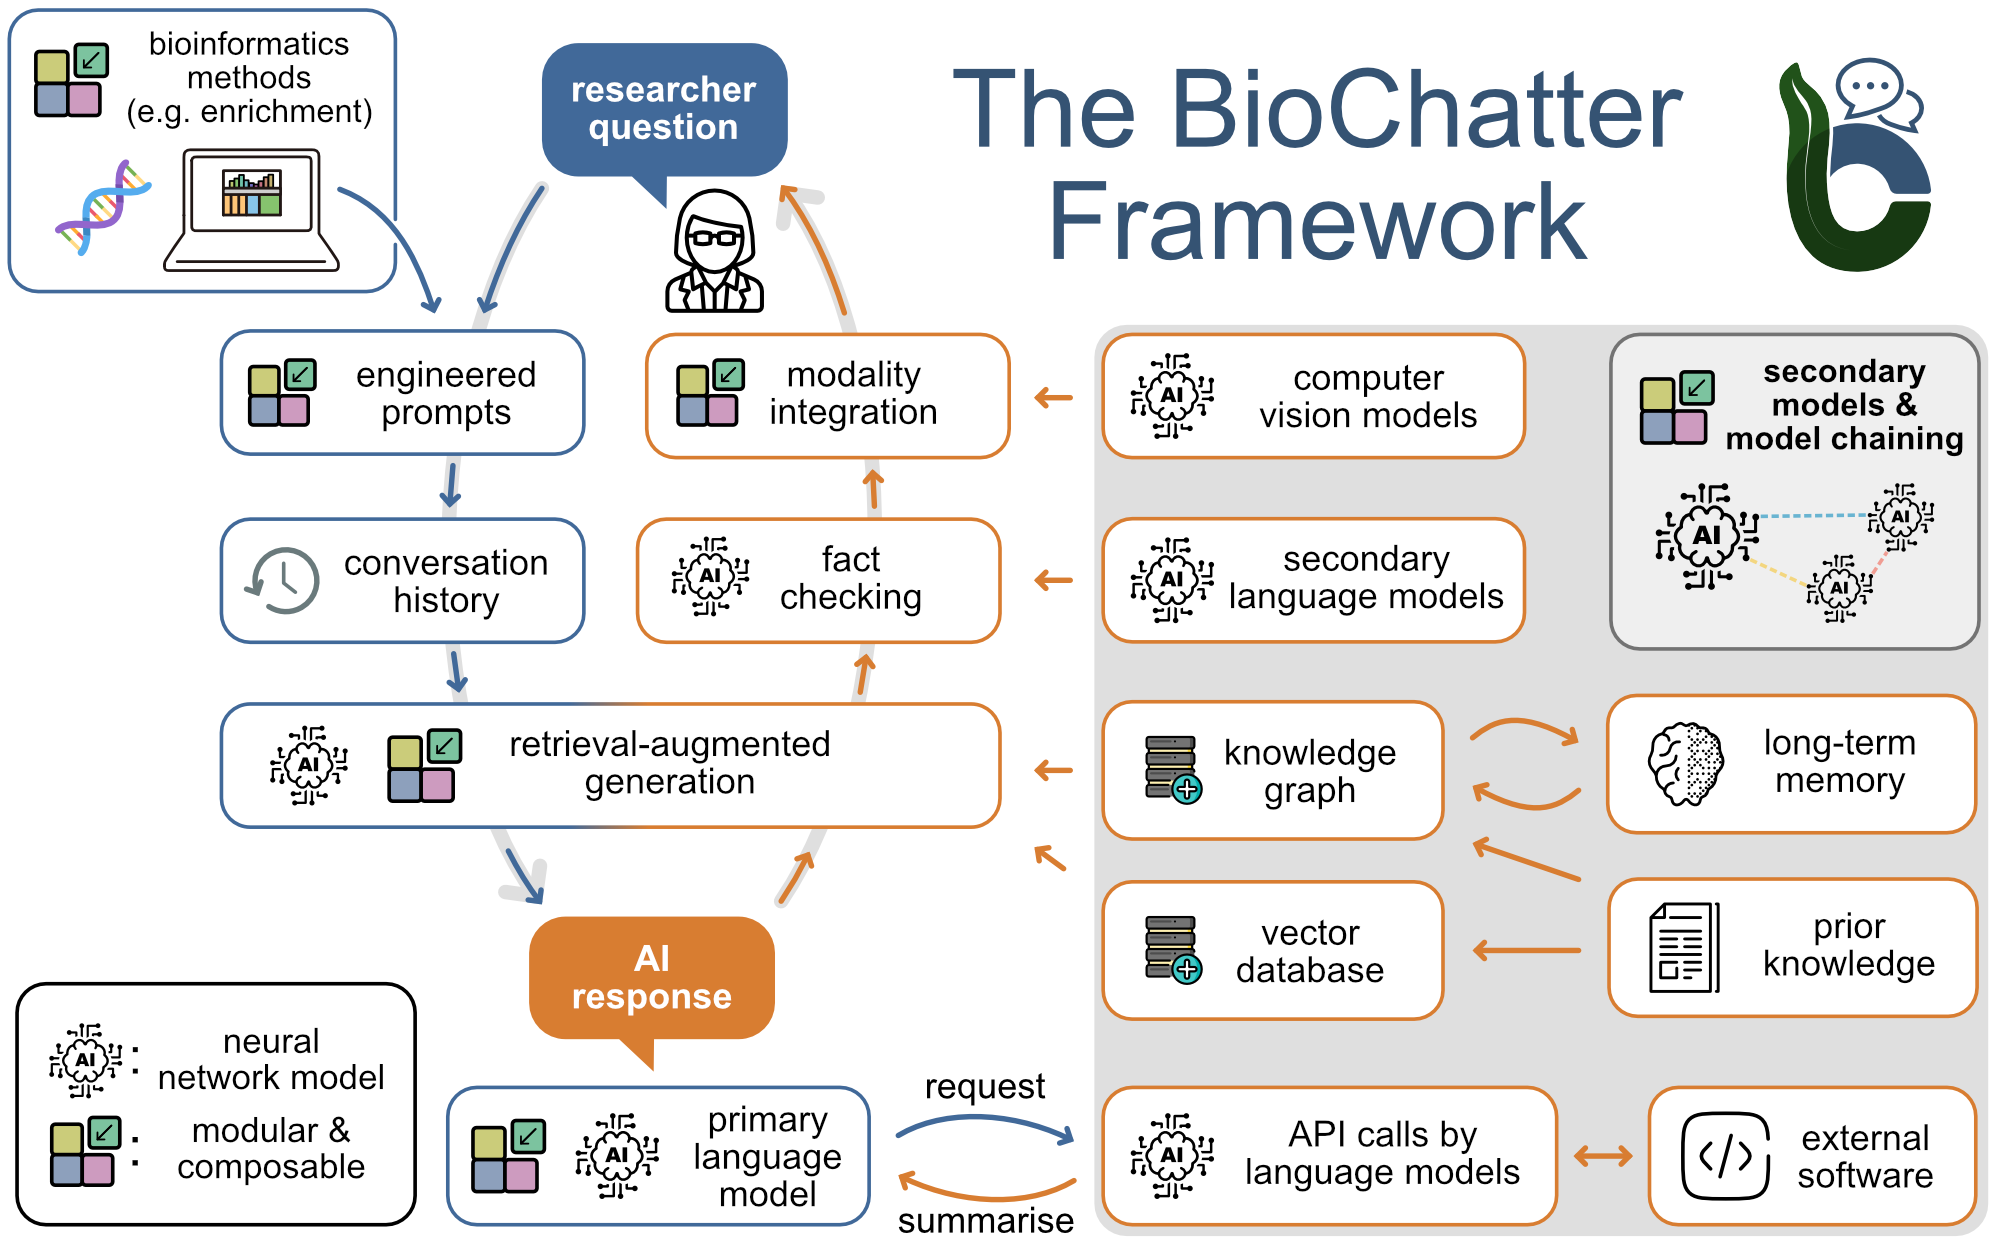 bioinformatics
methods
(e.g. enrichment)
researcher
question
The BioChatter
Framework
engineered
prompts
modality
integration
AI
computer
vision models
secondary
models &
model chaining
AI
AI
AI
conversation
history
AI
fact
checking
AI
secondary
language models
AI
retrieval-augmented
generation
knowledge
graph
long-term
memory
vector
database
prior
knowledge
AI
response
AI
:
neural
network model
:
modular &
composable
AI
primary
language
model
request
summarise
AI
API calls by
language models
</>
external
software